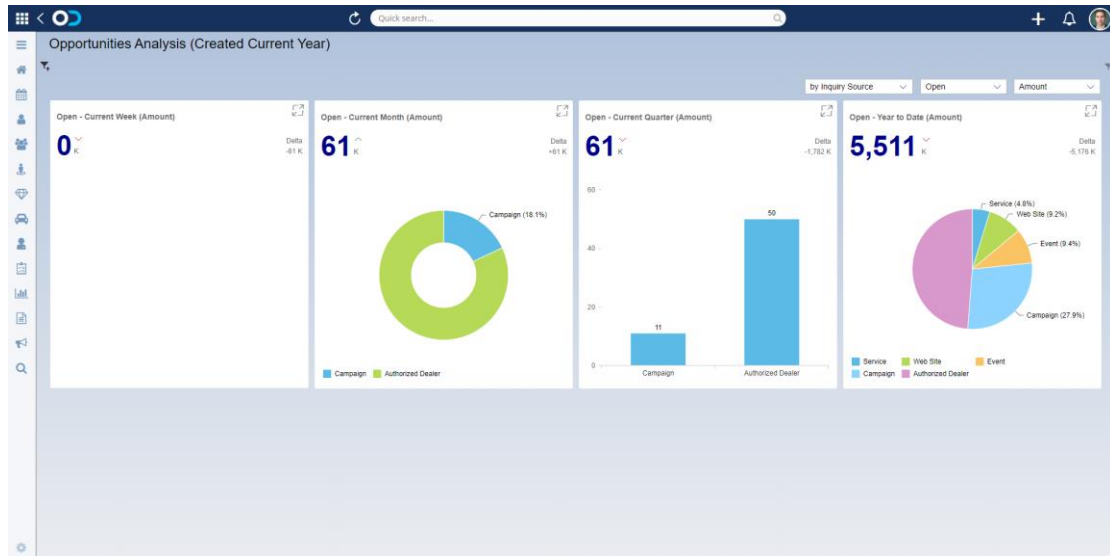 Quick search...
Opportunities Analysis (Created Current Year)
by Inquiry Source
Open
Amount
Open - Current Week (Amount)
0 K
Delta
-61 K
Open - Current Month (Amount)
61 K
Delta
+61 K
Campaign (18.1%)
Campaign
Authorized Dealer
Open - Current Quarter (Amount)
61 K
Delta
-1,782 K
60
40
20
0
11
50
Campaign
Authorized Dealer
Open - Year to Date (Amount)
5,511 K
Delta
-5,176 K
Service (4.8%)
Web Site (9.2%)
Event (9.4%)
Campaign (27.9%)
Service
Web Site
Event
Campaign
Authorized Dealer